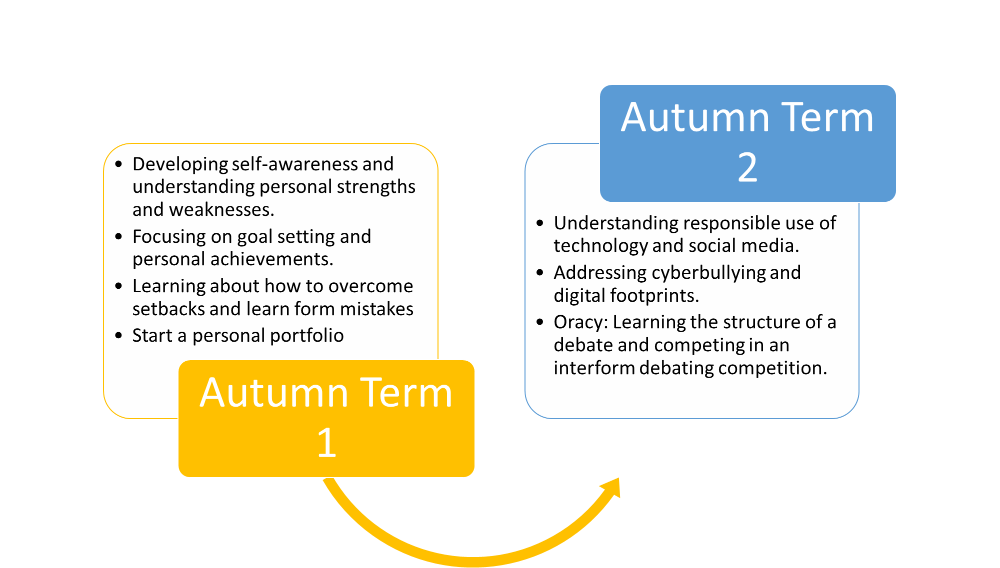 • Developing self-awareness and
understanding personal strengths
and weaknesses.
• Focusing on goal setting and
personal achievements.
• Learning about how to overcome
setbacks and learn form mistakes
• Start a personal portfolio
Autumn Term
1
Autumn Term
2
• Understanding responsible use of
technology and social media.
• Addressing cyberbullying and
digital footprints.
• Oracy: Learning the structure of a
debate and competing in an
interform debating competition.